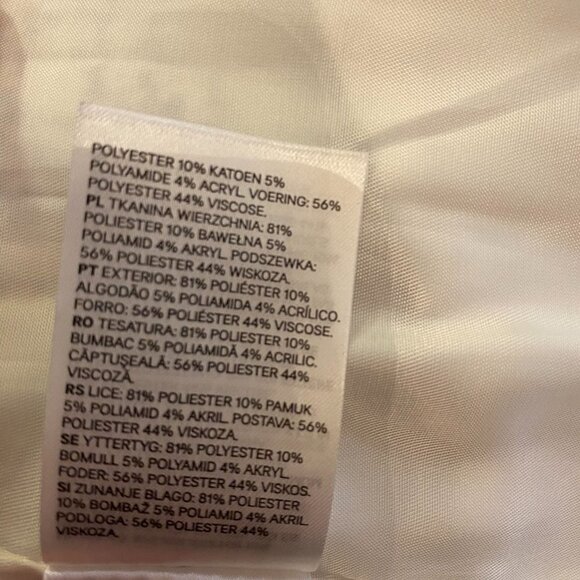 POLYESTER 10% KATOEN 5%
POLYAMIDE 4% ACRYL. VOERING: 56%
POLYESTER 44% VISCOSE.
PL TKANINA WIERZCHNIA: 81%
POLIESTER 10% BAWEŁNA 5%
POLIAMID 4% AKRYL. PODSZEWKA:
56% POLIESTER 44% WISKOZA.
PT EXTERIOR: 81% POLIÉSTER 10%
ALGODÃO 5% POLIAMIDA 4% ACRÍLICO.
FORRO: 56% POLIÉSTER 44% VISCOSE.
RO TESATURA: 81% POLIESTER 10%
BUMBAC 5% POLIAMIDĂ 4% ACRILIC.
CĂPTUŞEALĂ: 56% POLIESTER 44%
VISCOZĂ.
RS LICE: 81% POLIESTER 10% PAMUK
5% POLIAMID 4% AKRIL. POSTAVA: 56%
POLIESTER 44% VISKOZA.
SE YTTERTYG: 81% POLYESTER 10%
BOMULL 5% POLYAMID 4% AKRYL.
FODER: 56% POLYESTER 44% VISKOS.
SI ZUNANJE BLAGO: 81% POLIESTER
10% BOMBAŽ 5% POLIAMID 4% AKRIL.
PODLOGA: 56% POLIESTER 44%
VISKOZA.